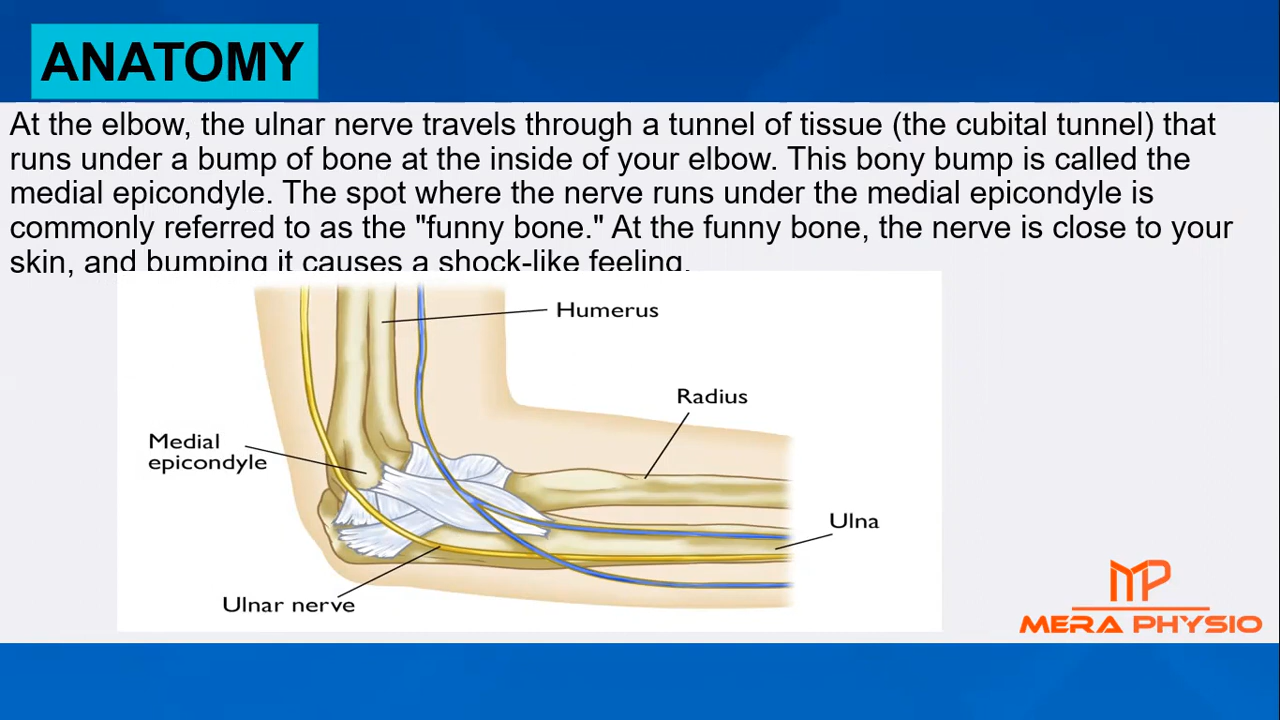 ANATOMY
At the elbow, the ulnar nerve travels through a tunnel of tissue (the cubital tunnel) that
runs under a bump of bone at the inside of your elbow. This bony bump is called the
medial epicondyle. The spot where the nerve runs under the medial epicondyle is
commonly referred to as the "funny bone." At the funny bone, the nerve is close to your
skin, and bumping it causes a shock-like feeling.
Humerus
Radius
Medial
epicondyle
Ulna
Ulnar nerve
MP
MERA PHYSIO